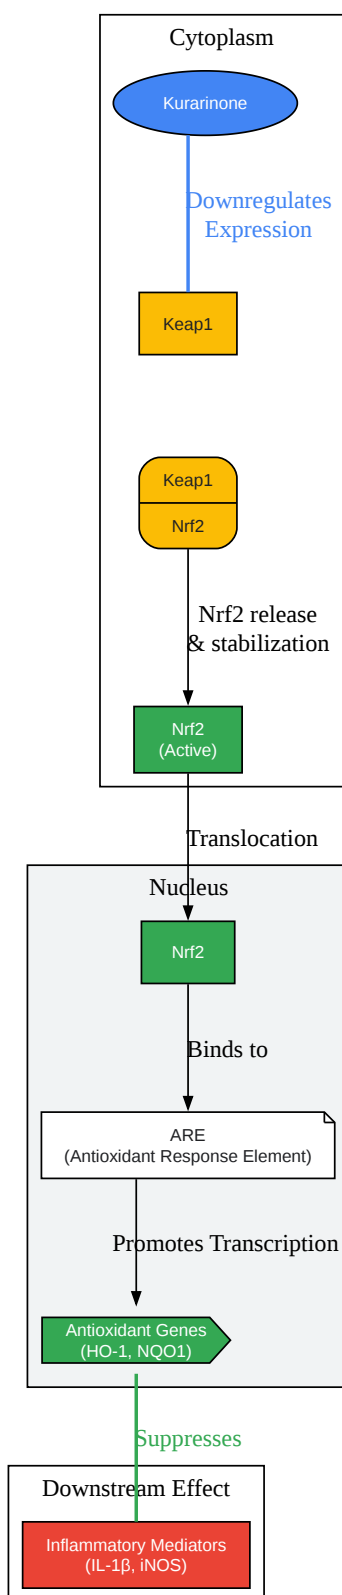 Cytoplasm
Kurarinone
Downregulates
Expression
Keap1
Keap1
Nrf2
Nrf2 release
& stabilization
Nrf2
(Active)
Translocation
Nucleus
Nrf2
Binds to
ARE
(Antioxidant Response Element)
Promotes Transcription
Antioxidant Genes
(HO-1, NQO1)
Suppresses
Downstream Effect
Inflammatory Mediators
(IL-1β, iNOS)